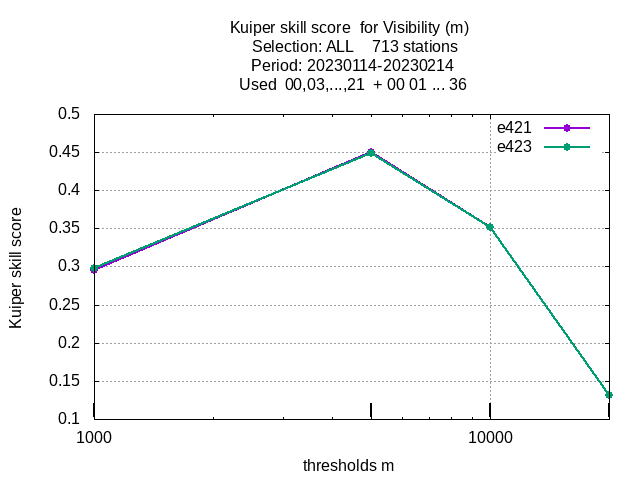 Kuiper skill score  for Visibility (m)
Selection: ALL    713 stations
Period: 20230114-20230214
Used  00,03,...,21  + 00 01 ... 36
e421
e423
0.5
0.45
0.4
0.35
0.3
0.25
0.2
0.15
0.1
Kuiper skill score
1000
10000
thresholds m